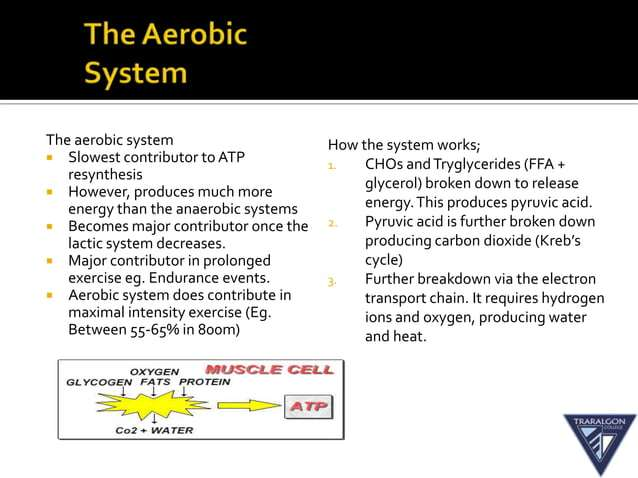 The Aerobic
System
The aerobic system
Slowest contributor to ATP
resynthesis
However, produces much more
energy than the anaerobic systems
Becomes major contributor once the
lactic system decreases.
Major contributor in prolonged
exercise eg. Endurance events.
Aerobic system does contribute in
maximal intensity exercise (Eg.
Between 55-65% in 800m)
How the system works;
1. CHOs and Tryglycerides (FFA +
glycerol) broken down to release
energy. This produces pyruvic acid.
2. Pyruvic acid is further broken down
producing carbon dioxide (Kreb's
cycle)
3. Further breakdown via the electron
transport chain. It requires hydrogen
ions and oxygen, producing water
and heat.
OXYGEN
MUSCLE CELL
GLYCOGEN FATS PROTEIN
ATP
Co2 + WATER
TRARALGON
COLLEGE